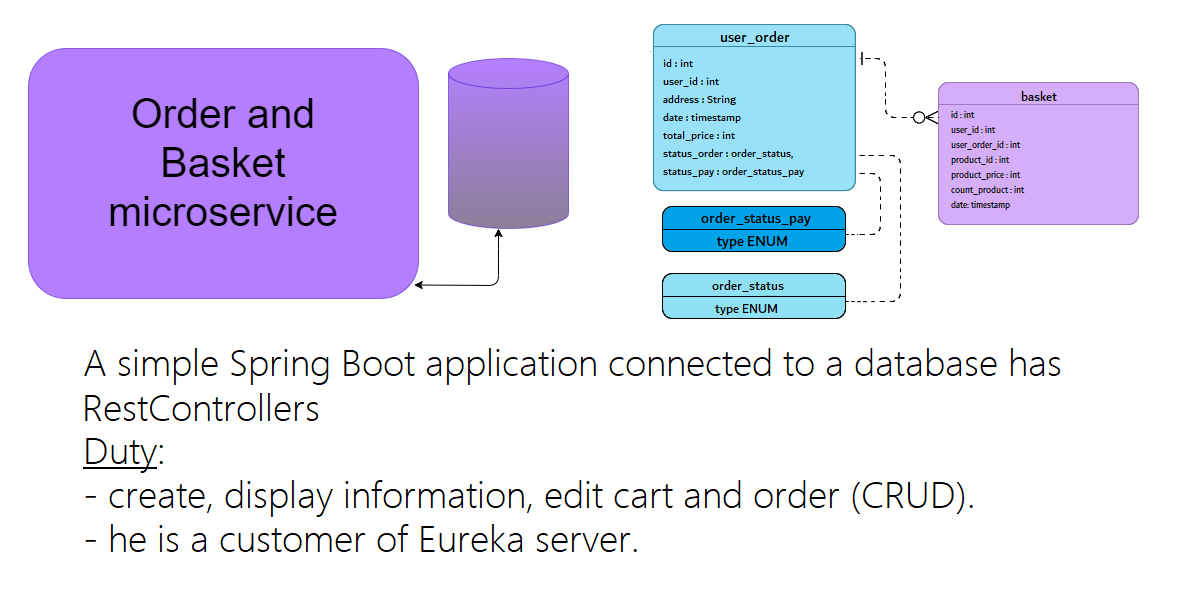 Order and
Basket
microservice
user_order
id : int
user_id : int
address : String
date : timestamp
total_price : int
status_order : order_status,
status_pay : order_status_pay
order_status_pay
type ENUM
order_status
type ENUM
basket
id : int
user_id : int
user_order_id : int
product_id : int
product_price : int
count_product : int
date: timestamp
A simple Spring Boot application connected to a database has
RestControllers
Duty:
- create, display information, edit cart and order (CRUD).
- he is a customer of Eureka server.